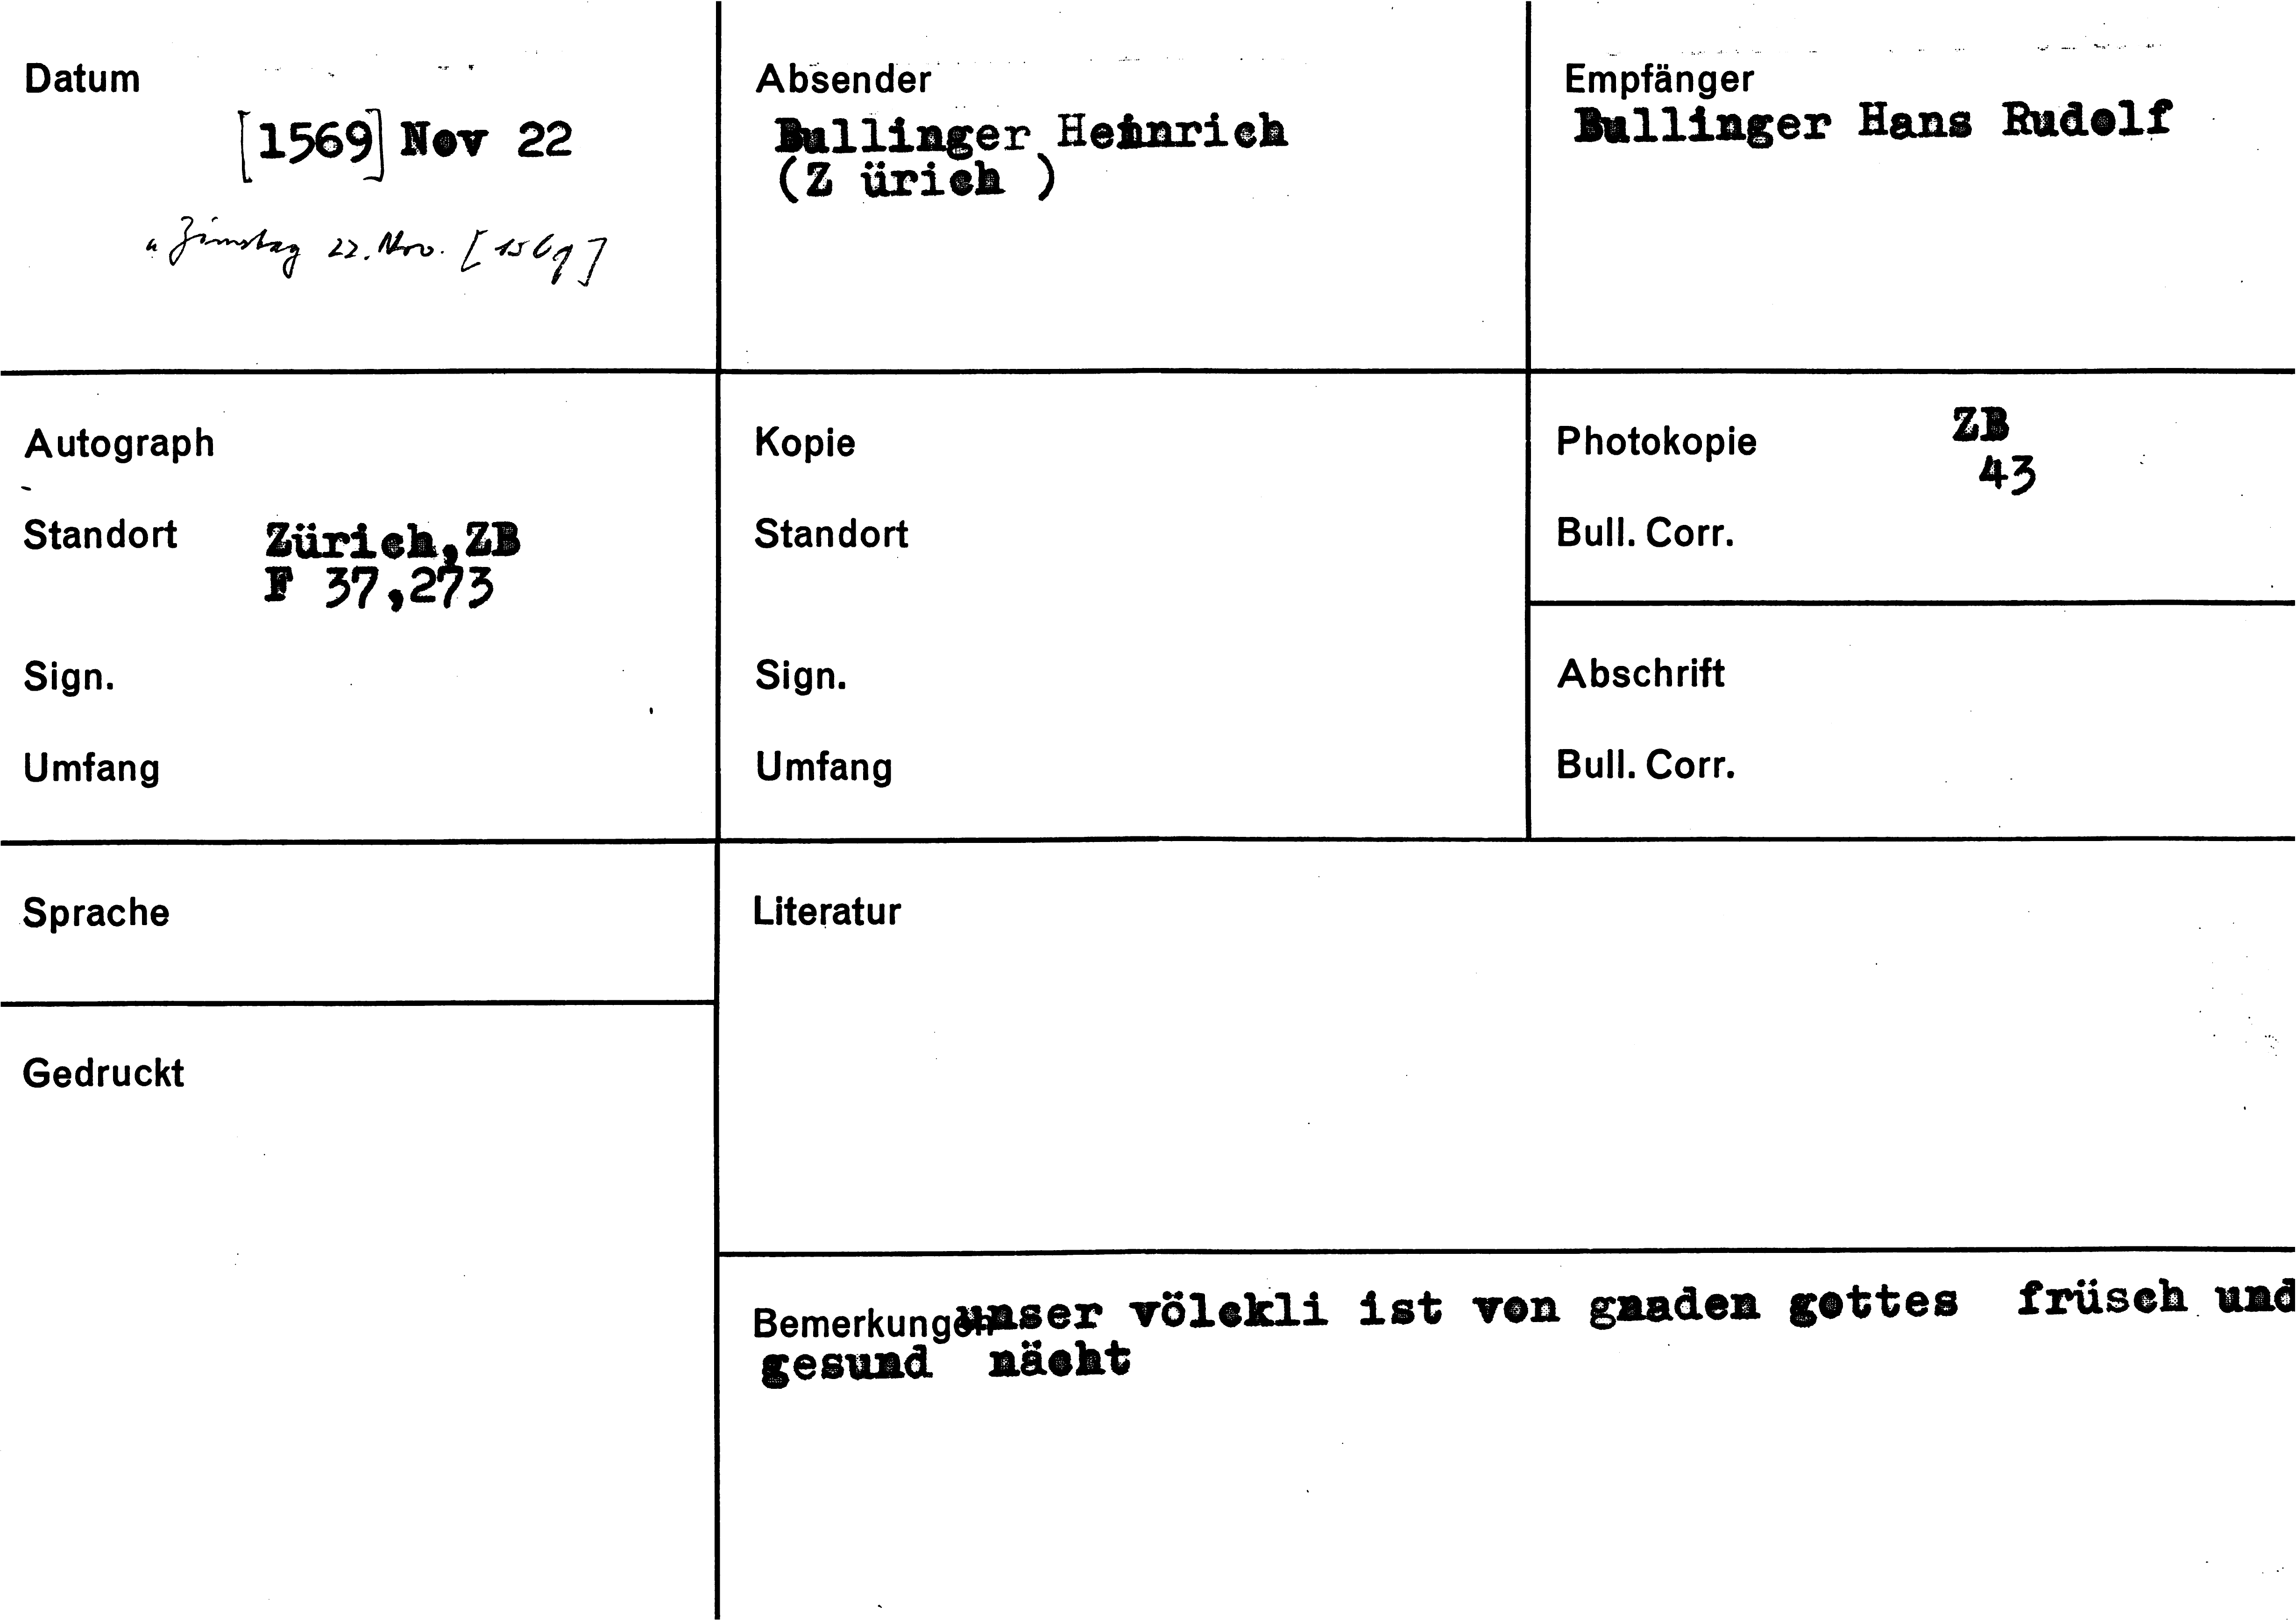 Datum
[1569] Nov 22
" Zinstag 22. Nov. [1569]
Absender
Bullinger Heinrich
(Z ürich )
Empfänger
Bullinger Hans Rudolf
Autograph
Standort Zürich,ZB
F 37,273
Sign.
Umfang
Kopie
Standort
Sign.
Umfang
Photokopie ZB
43
Bull. Corr.
Abschrift
Bull. Corr.
Sprache
Gedruckt
Literatur
Bemerkungen unser völckli ist von gnaden gottes früsch und
gesund nächt